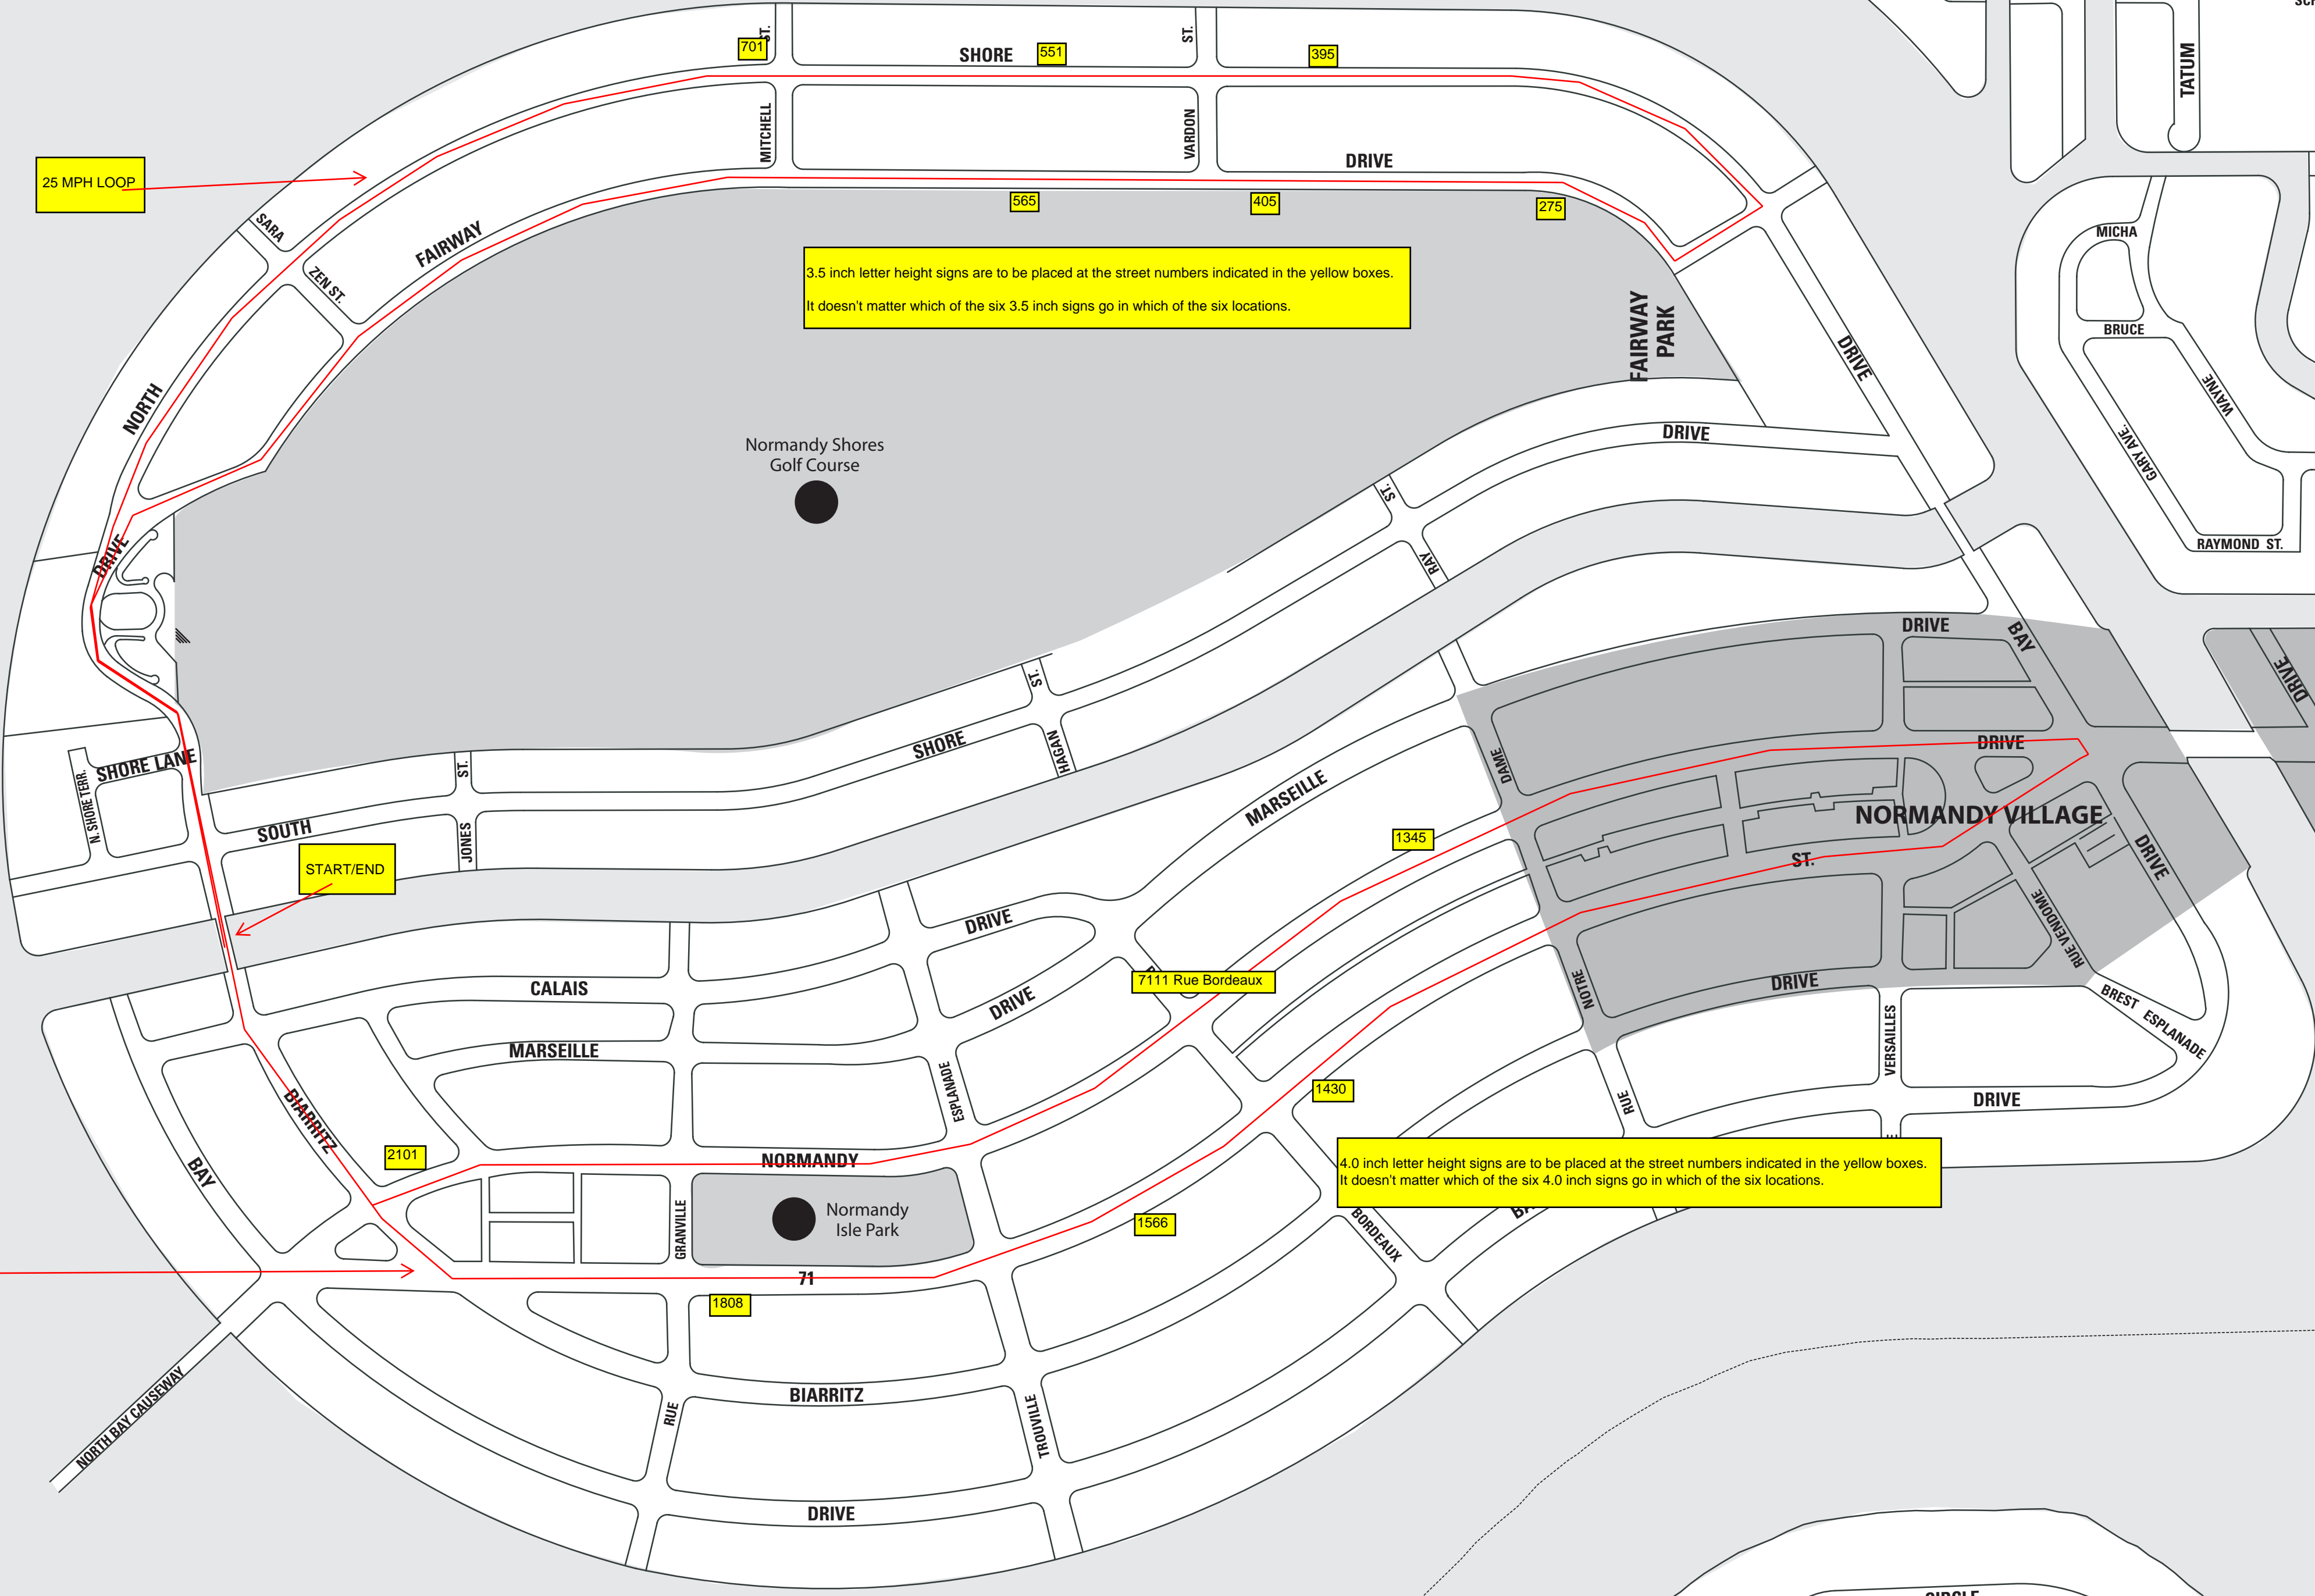 ST.
701
SHORE
551
ST.
395
TATUM
MITCHELL
VARDON
DRIVE
25 MPH LOOP
565
405
275
SARA
FAIRWAY
ZEN ST.
MICHA
3.5 inch letter height signs are to be placed at the street numbers indicated in the yellow boxes.
It doesn't matter which of the six 3.5 inch signs go in which of the six locations.
FAIRWAY
PARK
BRUCE
DRIVE
WAYNE
NORTH
GARY AVE.
Normandy Shores
Golf Course
DRIVE
ST.
RAYMOND ST.
DRIVE
RAY
DRIVE
BAY
DRIVE
ST.
SHORE
HAGAN
DAME
DRIVE
SHORE LANE
ST.
N. SHORE TERR.
MARSEILLE
NORMANDY VILLAGE
SOUTH
JONES
1345
ST.
DRIVE
START/END
DRIVE
RUE VENDOME
7111 Rue Bordeaux
CALAIS
DRIVE
NOTRE
DRIVE
BREST ESPLANADE
MARSEILLE
VERSAILLES
ESPLANADE
1430
RUE
DRIVE
BIARRITZ
2101
NORMANDY
BAY
4.0 inch letter height signs are to be placed at the street numbers indicated in the yellow boxes.
It doesn't matter which of the six 4.0 inch signs go in which of the six locations.
GRANVILLE
Normandy
Isle Park
1566
BORDEAUX
71
1808
BIARRITZ
NORTH BAY CAUSEWAY
RUE
TROUVILLE
DRIVE